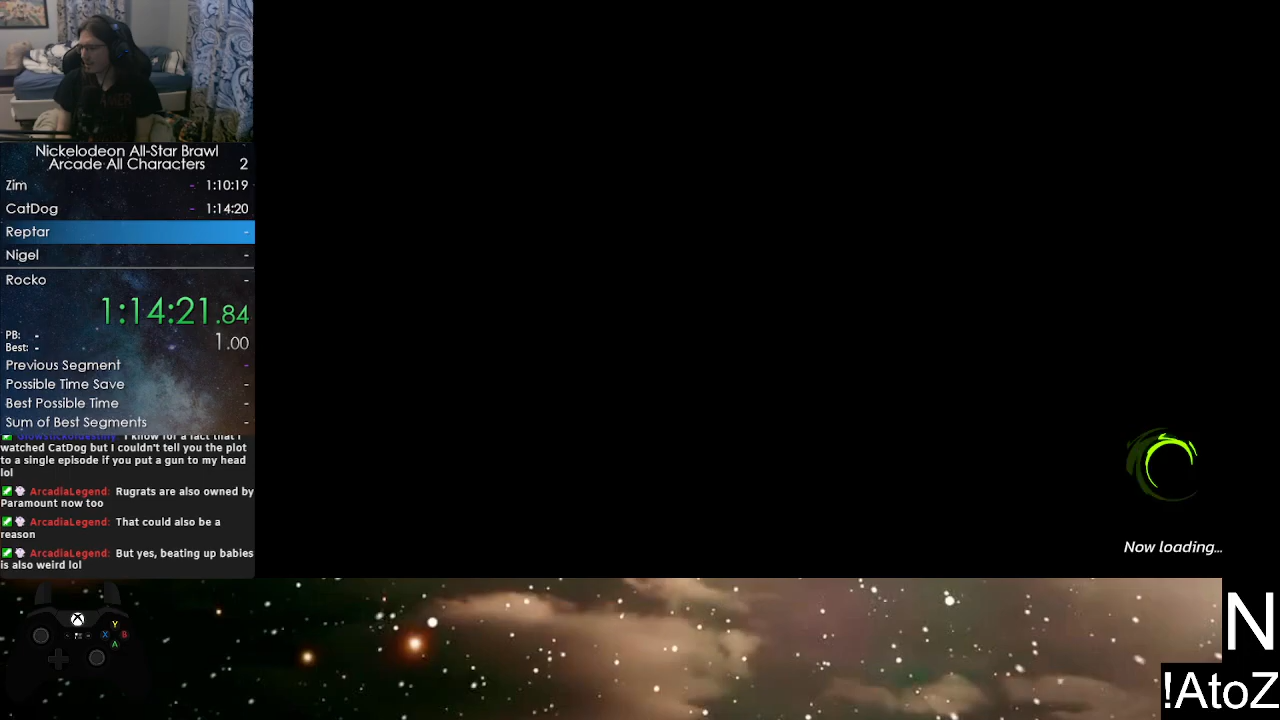 Nickelodeon All-Star Brawl
Arcade All Characters 2
Zim - 1:10:19
CatDog - 1:14:20
Reptar -
Nigel -
Rocko -
1:14:21.84
PB: -
Best: -
1.00
Previous Segment -
Possible Time Save -
Best Possible Time -
Sum of Best Segments -
I know for a fact that I
watched CatDog but I couldn't tell you the plot
to a single episode if you put a gun to my head
lol
ArcadiaLegend: Rugrats are also owned by
Paramount now too
ArcadiaLegend: That could also be a
reason
ArcadiaLegend: But yes, beating up babies
is also weird lol
Now loading...
Y
X B
A
N
!AtoZ